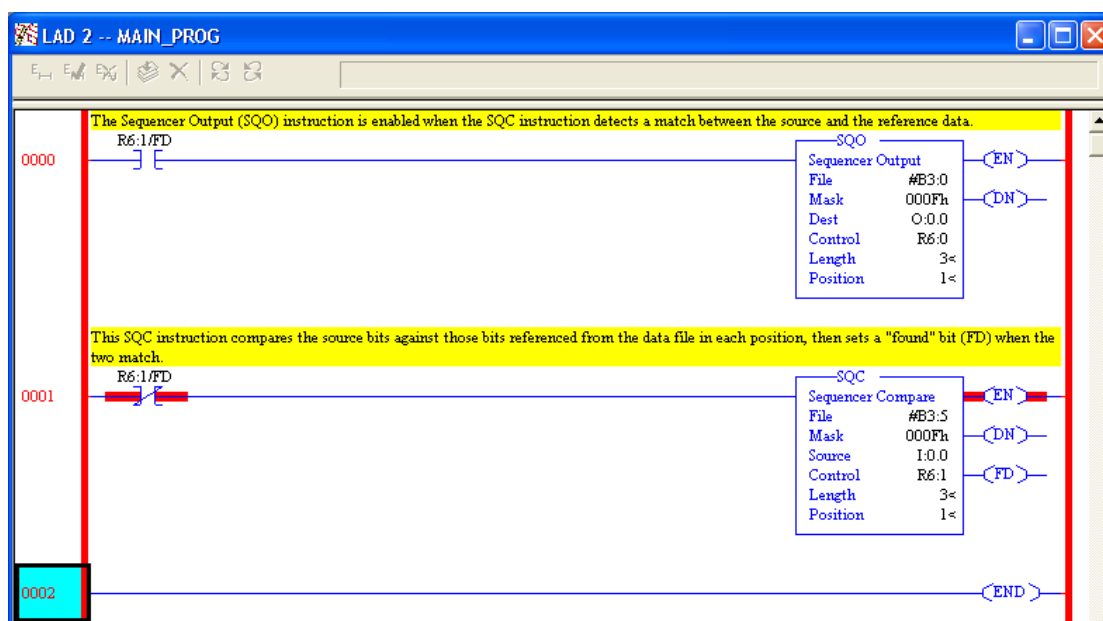 LAD 2 -- MAIN_PROG
The Sequencer Output (SQO) instruction is enabled when the SQC instruction detects a match between the source and the reference data.
R6:1/FD
0000
SQO
Sequencer Output
File #B3:0
Mask 000Fh
Dest O:0.0
Control R6:0
Length 3<
Position 1<
EN
DN
This SQC instruction compares the source bits against those bits referenced from the data file in each position, then sets a "found" bit (FD) when the
two match.
R6:1/FD
0001
SQC
Sequencer Compare
File #B3:5
Mask 000Fh
Source I:0.0
Control R6:1
Length 3<
Position 1<
EN
DN
FD
0002
END